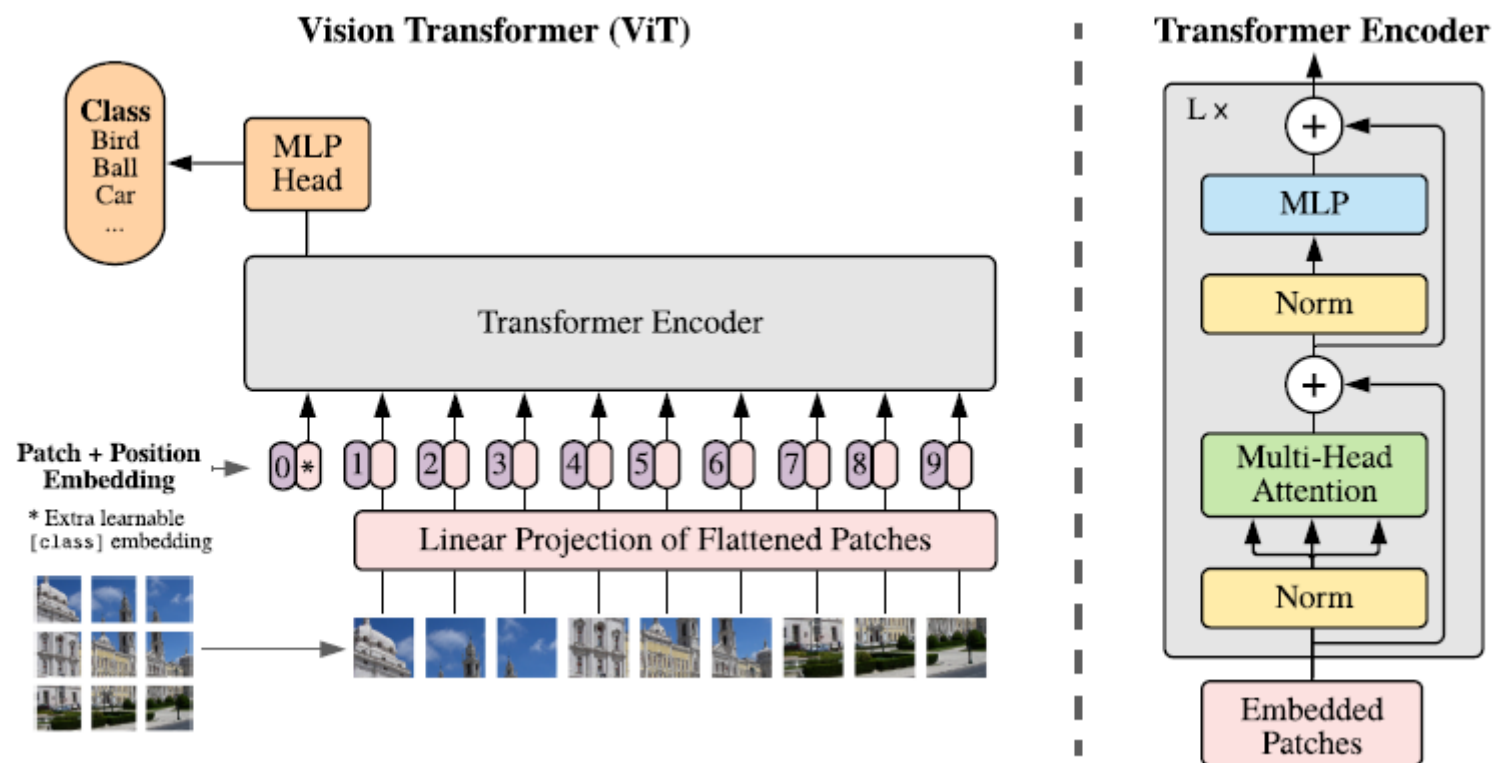 Vision Transformer (ViT)
Class
Bird
Ball
Car
...
MLP
Head
Transformer Encoder
Patch + Position
Embedding
* Extra learnable
[class] embedding
0 * 1 2 3 4 5 6 7 8 9
Linear Projection of Flattened Patches
Transformer Encoder
L ×
+
MLP
Norm
+
Multi-Head
Attention
Norm
Embedded
Patches